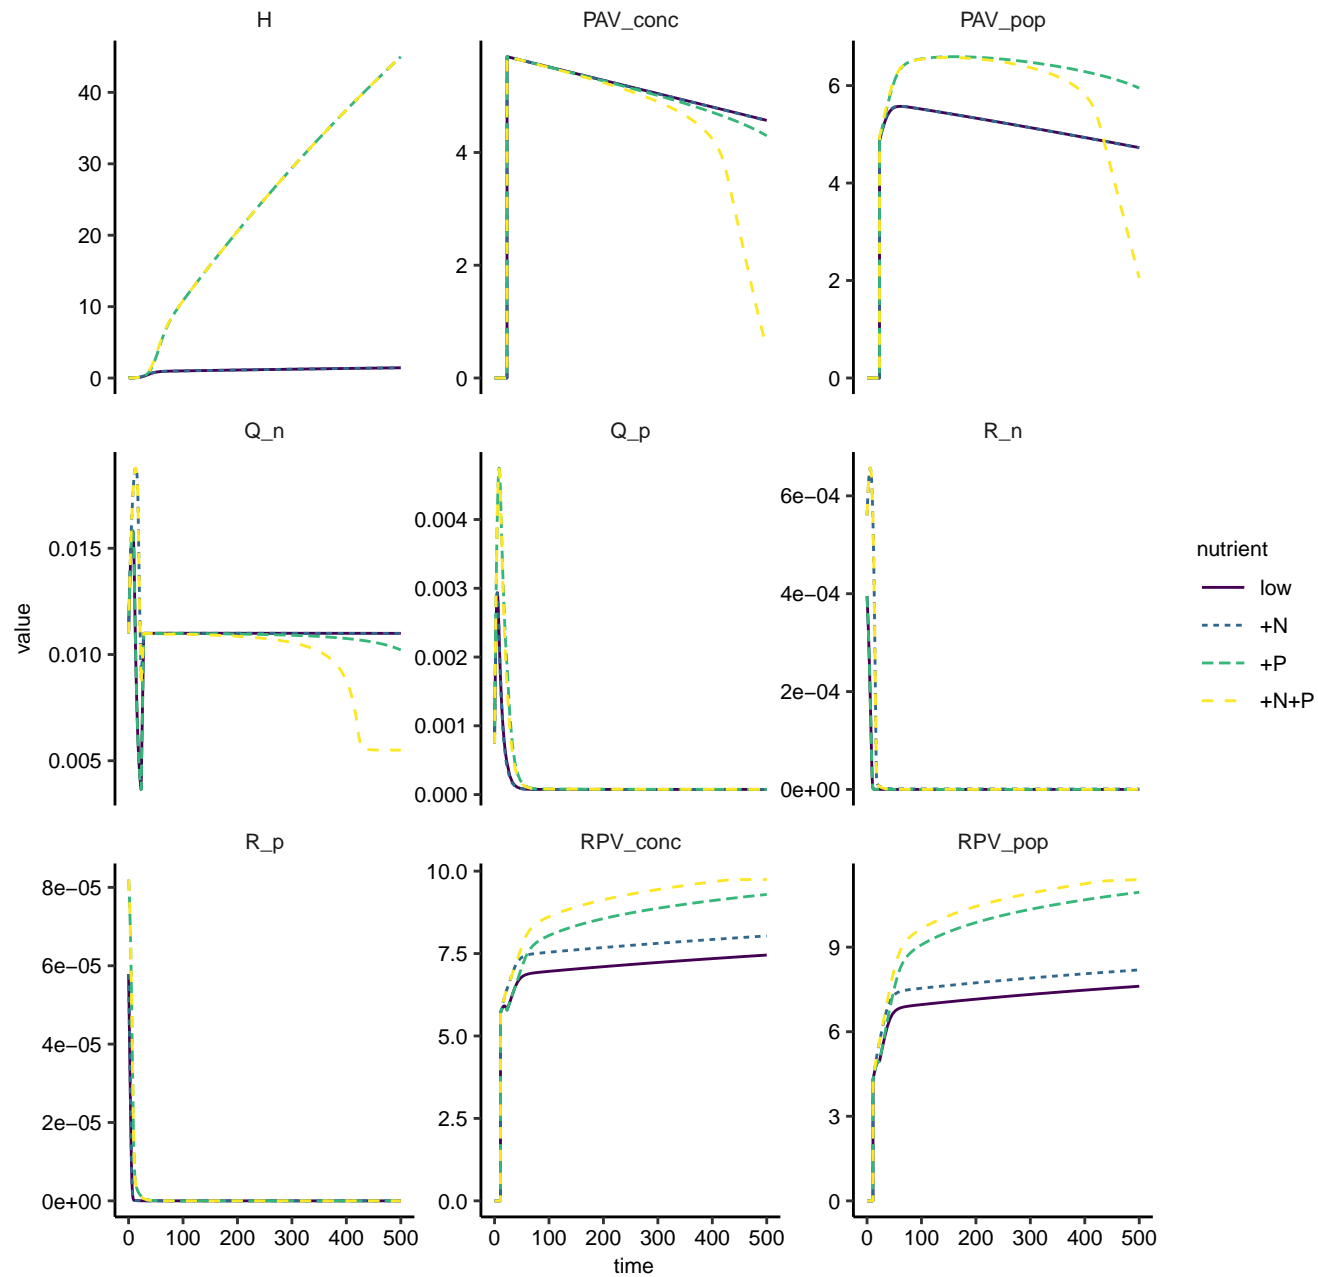 H
PAV_conc
PAV_pop
40
30
20
10
0
4
2
0
6
4
2
0
Q_n
Q_p
R_n
0.015
0.010
0.005
0.004
0.003
0.002
0.001
0.000
6e−04
4e−04
2e−04
0e+00
R_p
RPV_conc
RPV_pop
8e−05
6e−05
4e−05
2e−05
0e+00
10.0
7.5
5.0
2.5
0.0
9
6
3
0
0 100 200 300 400 500
0 100 200 300 400 500
0 100 200 300 400 500
time
value
nutrient
low
+N
+P
+N+P